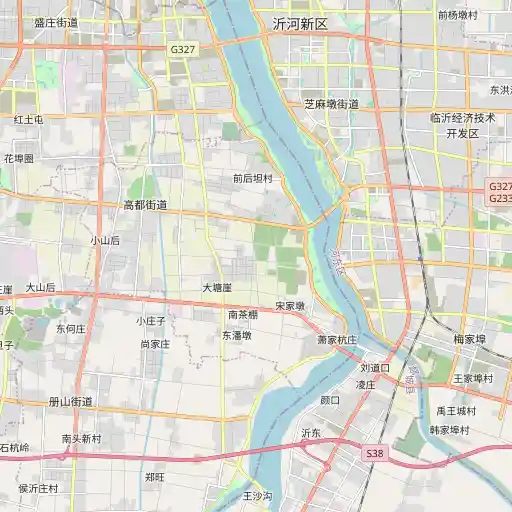 盛庄街道
沂河新区
前杨墩村
G327
东洪
芝麻墩街道
红土屯
临沂经济技术
开发区
花埠圈
前后坦村
G327
G233
高都街道
小山后
河东区
大山后
大塘崖
王崖
宋家墩
南茶棚
小庄子
东何庄
东潘墩
尚家庄
萧家杭庄
梅家埠
刘道口
凌庄
王家埠村
册山街道
颜口
禹王城村
韩家埠村
沂东
南头新村
石杭岭
S38
郑旺
侯沂庄村
王沙沟